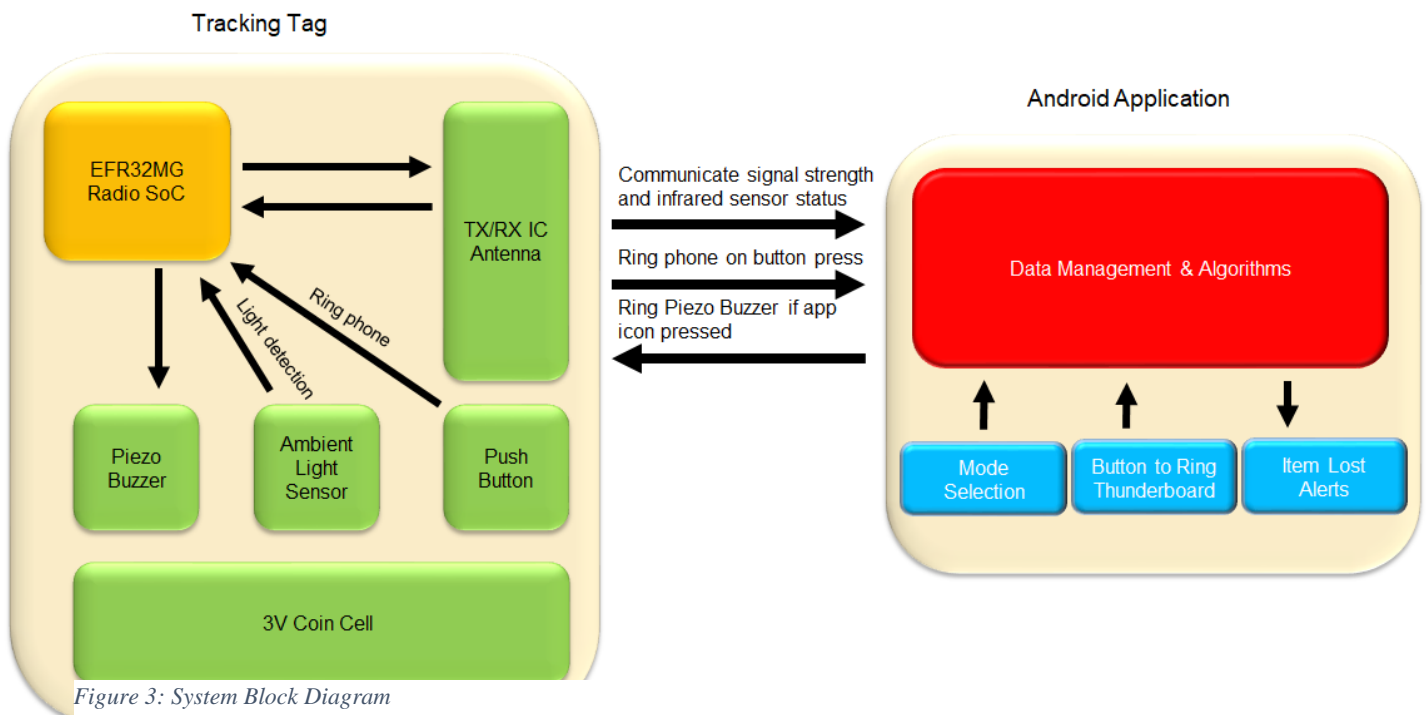 Tracking Tag
EFR32MG
Radio SoC
TX/RX IC
Antenna
Light detection
Ring phone
Piezo
Buzzer
Ambient
Light
Sensor
Push
Button
3V Coin Cell
Communicate signal strength
and infrared sensor status
Ring phone on button press
Ring Piezo Buzzer if app
icon pressed
Android Application
Data Management & Algorithms
Mode
Selection
Button to Ring
Thunderboard
Item Lost
Alerts
Figure 3: System Block Diagram